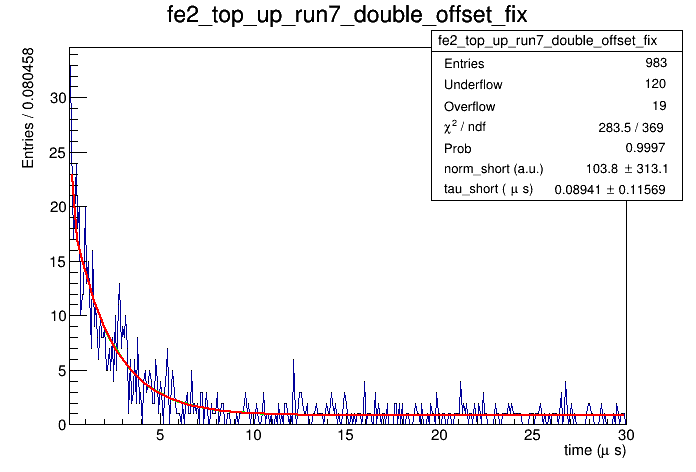 fe2_top_up_run7_double_offset_fix
fe2_top_up_run7_double_offset_fix
Entries 983
Underflow 120
Overflow 19
χ² / ndf 283.5 / 369
Prob 0.9997
norm_short (a.u.) 103.8 ± 313.1
tau_short ( μ s) 0.08941 ± 0.11569
Entries / 0.080458
30
25
20
15
10
5
0
5 10 15 20 25 30
time (μ s)